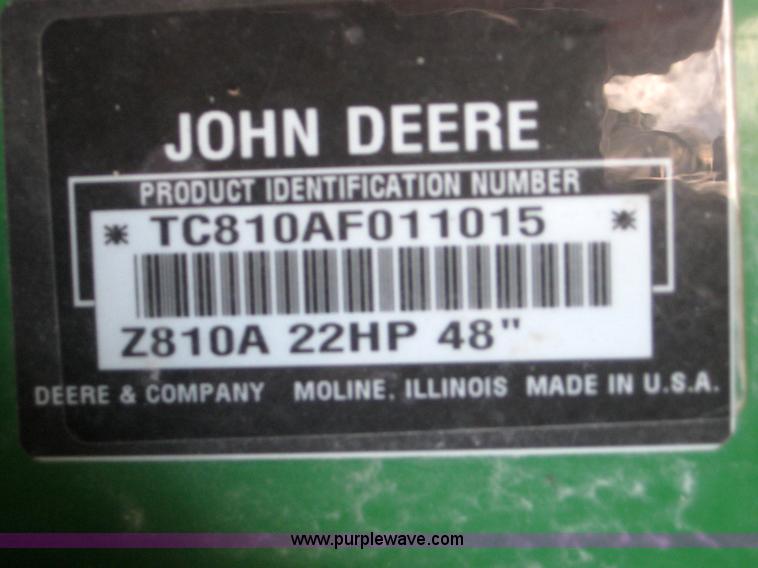 JOHN DEERE
PRODUCT IDENTIFICATION NUMBER
* TC810AF011015 *
Z810A 22HP 48"
DEERE & COMPANY MOLINE, ILLINOIS MADE IN U.S.A.
www.purplewave.com